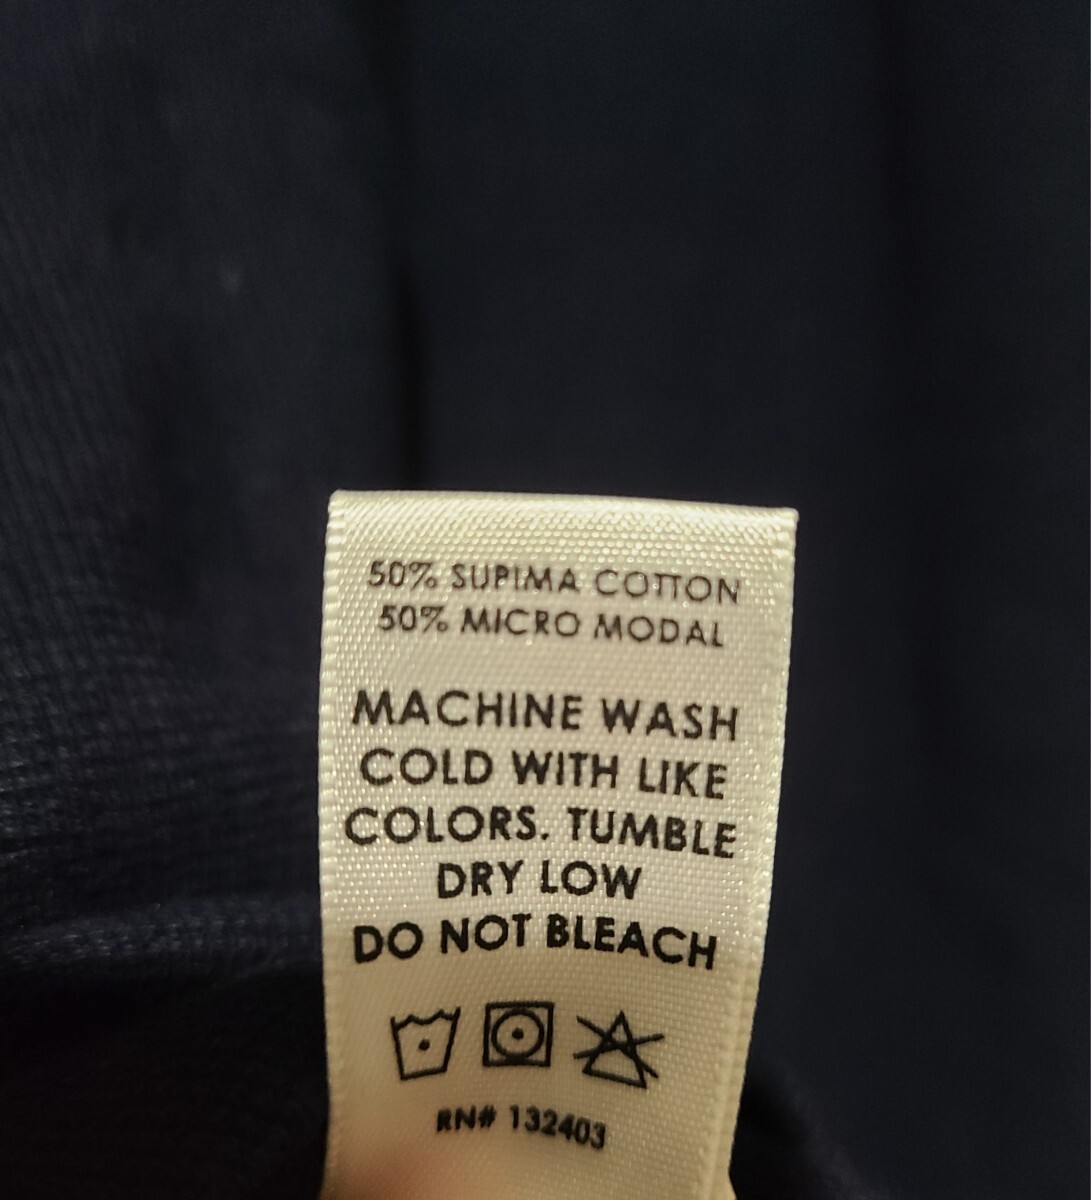 50% SUPIMA COTTON
50% MICRO MODAL
MACHINE WASH
COLD WITH LIKE
COLORS. TUMBLE
DRY LOW
DO NOT BLEACH
RN# 132403